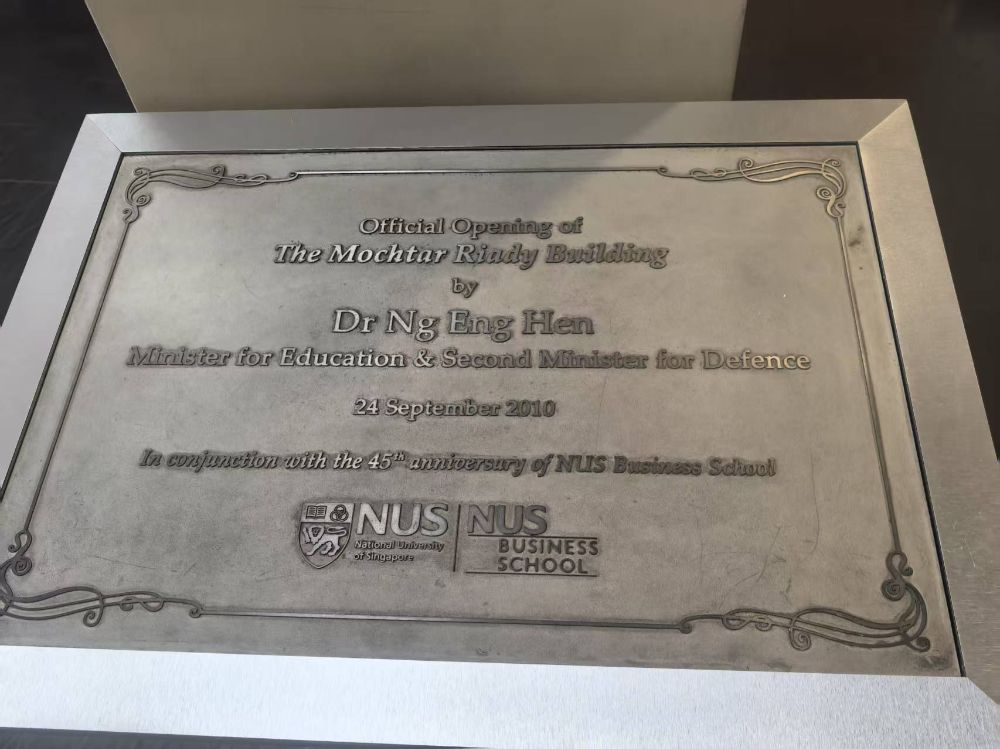 Official Opening of
The Mochtar Riady Building
by
Dr Ng Eng Hen
Minister for Education & Second Minister for Defence
24 September 2010
In conjunction with the 45th anniversary of NUS Business School
NUS
National University
of Singapore
NUS
BUSINESS
SCHOOL